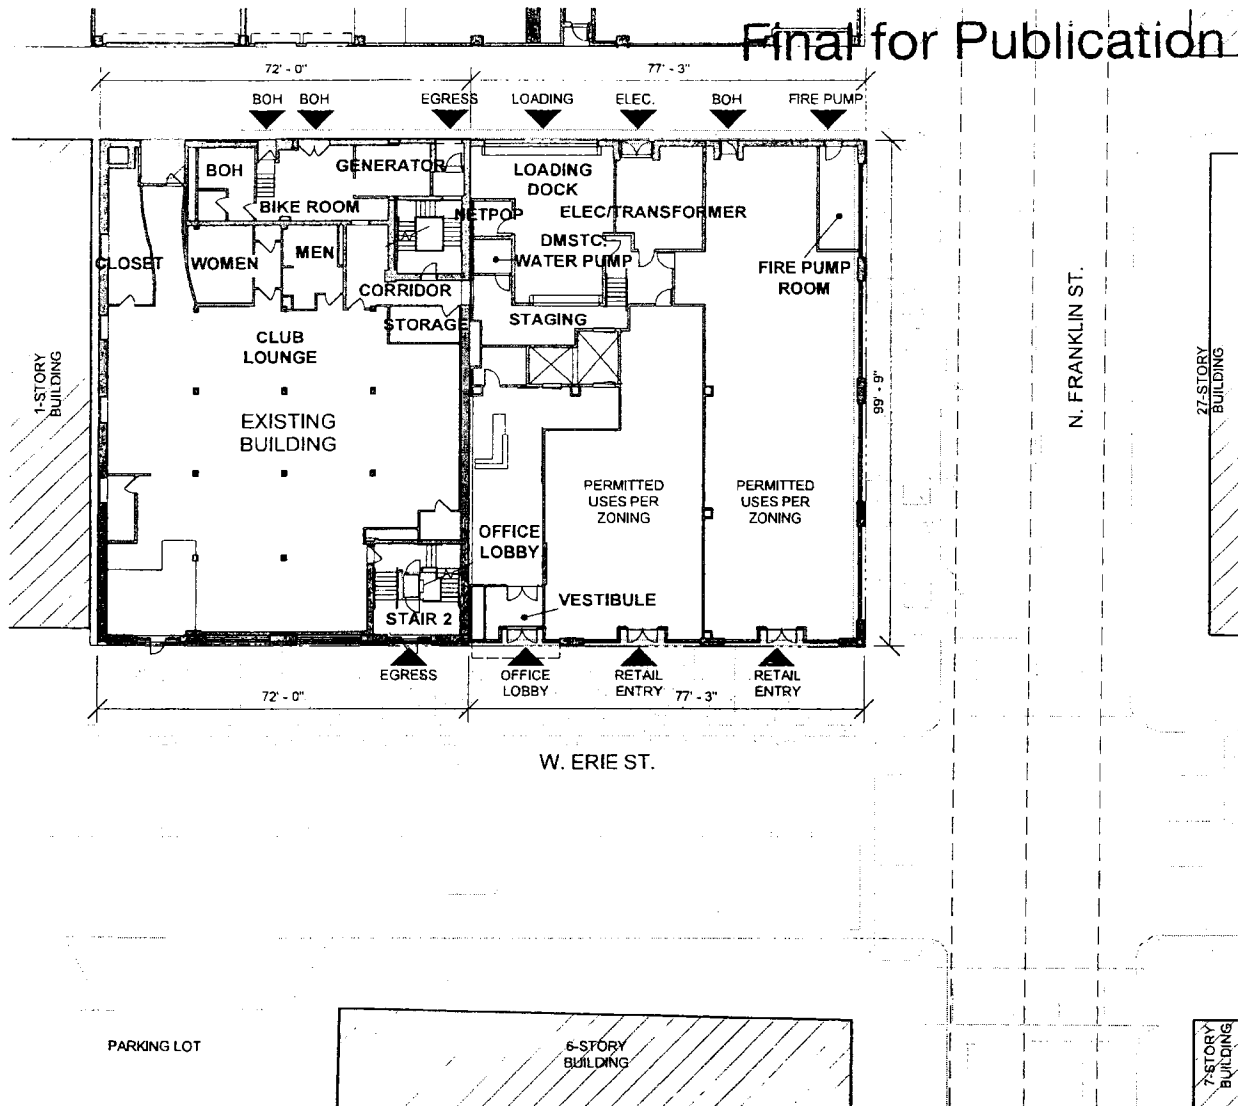 Final for Publication
72' - 0"
77' - 3"
BOH
BOH
EGRESS
LOADING
ELEC.
BOH
FIRE PUMP
BOH
GENERATOR
LOADING
DOCK
BIKE ROOM
NETPOP
ELEC/TRANSFORMER
CLOSET
WOMEN
MEN
DMSTC.
WATER PUMP
FIRE PUMP
ROOM
CORRIDOR
STORAGE
STAGING
CLUB
LOUNGE
1-STORY
BUILDING
EXISTING
BUILDING
99' - 9"
N. FRANKLIN ST.
27-STORY
BUILDING
PERMITTED
USES PER
ZONING
PERMITTED
USES PER
ZONING
OFFICE
LOBBY
VESTIBULE
STAIR 2
EGRESS
OFFICE
LOBBY
RETAIL
ENTRY
RETAIL
ENTRY
72' - 0"
77' - 3"
W. ERIE ST.
PARKING LOT
6-STORY
BUILDING
7-STORY
BUILDING